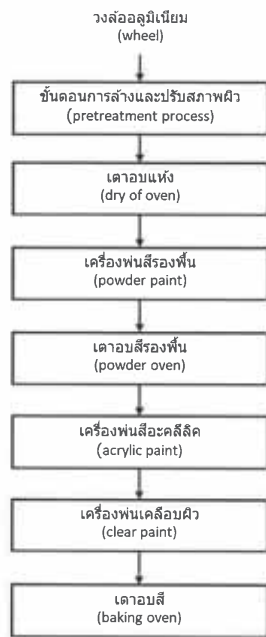 วงล้ออลูมิเนียม
(wheel)
ขั้นตอนการล้างและปรับสภาพผิว
(pretreatment process)
เตาอบแห้ง
(dry of oven)
เครื่องพ่นสีรองพื้น
(powder paint)
เตาอบสีรองพื้น
(powder oven)
เครื่องพ่นสีอะคลีลิค
(acrylic paint)
เครื่องพ่นเคลือบผิว
(clear paint)
เตาอบสี
(baking oven)